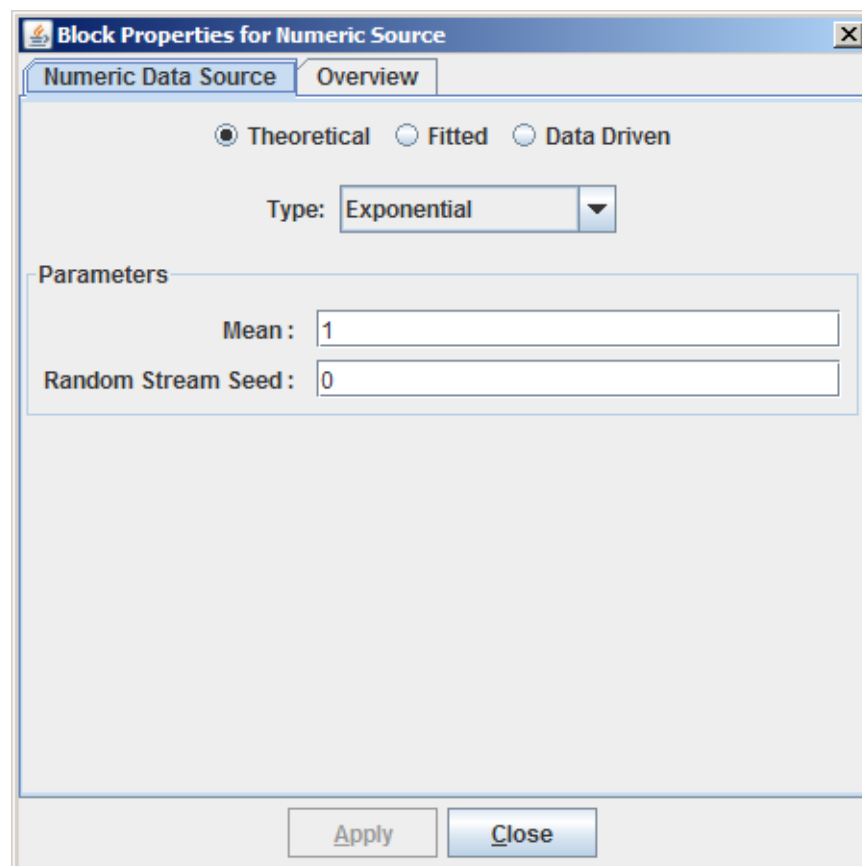 Block Properties for Numeric Source
Numeric Data Source Overview
Theoretical Fitted Data Driven
Type: Exponential
Parameters
Mean : 1
Random Stream Seed : 0
Apply Close